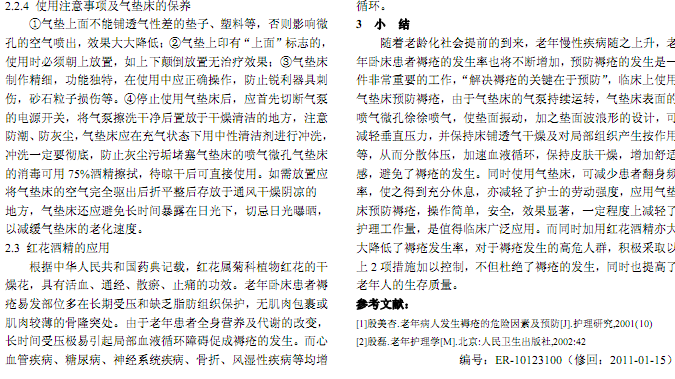 2.2.4 使用注意事项及气垫床的保养
①气垫上面不能铺透气性差的垫子、塑料等，否则影响微
孔的空气喷出，效果大大降低；②气垫上印有“上面”标志的，
使用时必须朝上放置，如上下颠倒放置无治疗效果；③气垫床
制作精细，功能独特，在使用中应正确操作，防止锐利器具刺
伤，砂石粒子损伤等。④停止使用气垫床后，应首先切断气泵
的电源开关，将气泵擦洗干净后置放于干燥清洁的地方，注意
防潮、防灰尘，气垫床应在充气状态下用中性清洁剂进行冲洗，
冲洗一定要彻底，防止灰尘污垢堵塞气垫床的喷气微孔气垫床
的消毒可用 75%酒精擦拭，待晾干后可直接使用。如需放置应
将气垫床的空气完全驱出后折平整后存放于通风干燥阴凉的
地方，气垫床还应避免长时间暴露在日光下，切忌日光曝晒，
以减缓气垫床的老化速度。
2.3 红花酒精的应用
根据中华人民共和国药典记载，红花属菊科植物红花的干
燥花，具有活血、通经、散瘀、止痛的功效。老年卧床患者褥
疮易发部位多在长期受压和缺乏脂肪组织保护，无肌肉包裹或
肌肉较薄的骨隆突处。由于老年患者全身营养及代谢的改变，
长时间受压极易引起局部血液循环障碍促成褥疮的发生。而心
血管疾病、糖尿病、神经系统疾病、骨折、风湿性疾病等均增
循环。
3 小 结
随着老龄化社会提前的到来，老年慢性疾病随之上升，老
年卧床患者褥疮的发生率也将不断增加，预防褥疮的发生是一
件非常重要的工作，“解决褥疮的关键在于预防”，临床上使用
气垫床预防褥疮，由于气垫床的气泵持续运转，气垫床表面的
喷气微孔徐徐喷气，使垫面振动，加之垫面波浪形的设计，可
减轻垂直压力，并保持床铺透气干燥及对局部组织产生按作用
等，从而分散体压，加速血液循环，保持皮肤干燥，增加舒适
感，避免了褥疮的发生。同时使用气垫床，可减少患者翻身频
率，使之得到充分休息，亦减轻了护士的劳动强度，应用气垫
床预防褥疮，操作简单，安全，效果显著，一定程度上减轻了
护理工作量，是值得临床广泛应用。而同时加用红花酒精亦大
大降低了褥疮发生率，对于褥疮发生的高危人群，积极采取以
上 2 项措施加以控制，不但杜绝了褥疮的发生，同时也提高了
老年人的生存质量。
参考文献：
[1]殷美杏.老年病人发生褥疮的危险因素及预防[J].护理研究,2001(10)
[2]殷磊.老年护理学[M].北京:人民卫生出版社,2002:42
编号：ER-10123100（修回：2011-01-15）